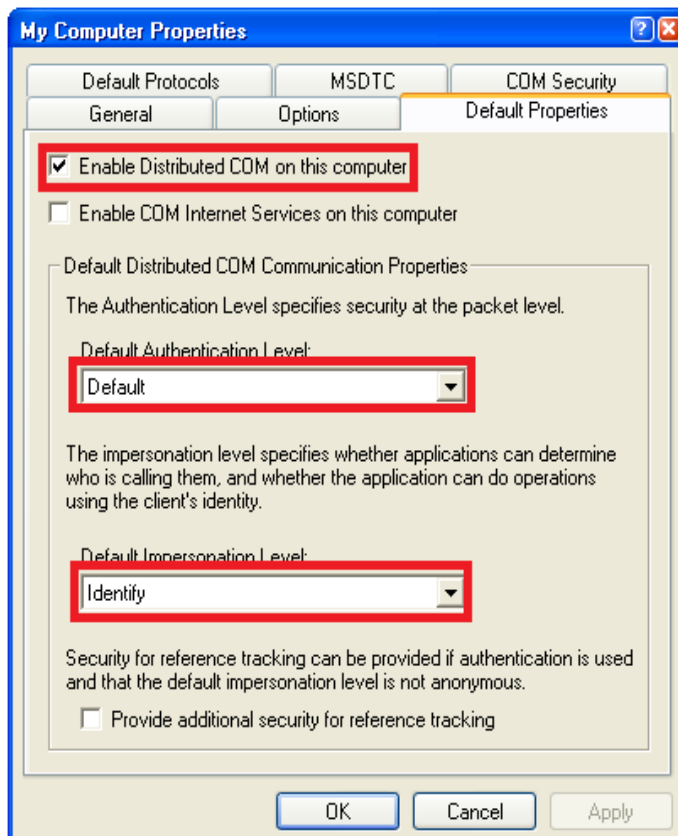 My Computer Properties
Default Protocols MSDTC COM Security
General Options Default Properties
Enable Distributed COM on this computer
Enable COM Internet Services on this computer
Default Distributed COM Communication Properties
The Authentication Level specifies security at the packet level.
Default Authentication Level:
Default
The impersonation level specifies whether applications can determine
who is calling them, and whether the application can do operations
using the client's identity.
Default Impersonation Level:
Identify
Security for reference tracking can be provided if authentication is used
and that the default impersonation level is not anonymous.
Provide additional security for reference tracking
OK Cancel Apply